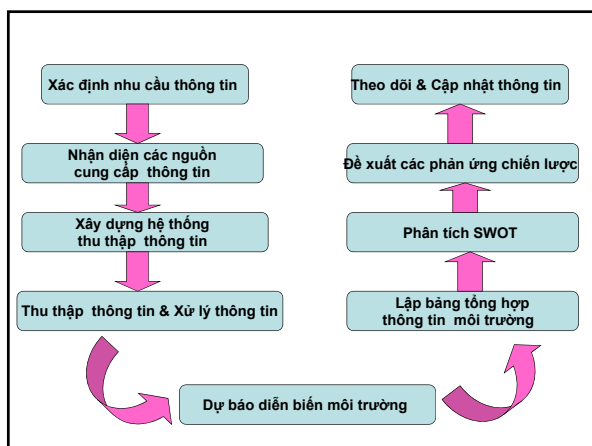 Xác định nhu cầu thông tin
Nhận diện các nguồn
cung cấp thông tin
Xây dựng hệ thống
thu thập thông tin
Thu thập thông tin & Xử lý thông tin
Dự báo diễn biến môi trường
Lập bảng tổng hợp
thông tin môi trường
Phân tích SWOT
Đề xuất các phản ứng chiến lược
Theo dõi & Cập nhật thông tin